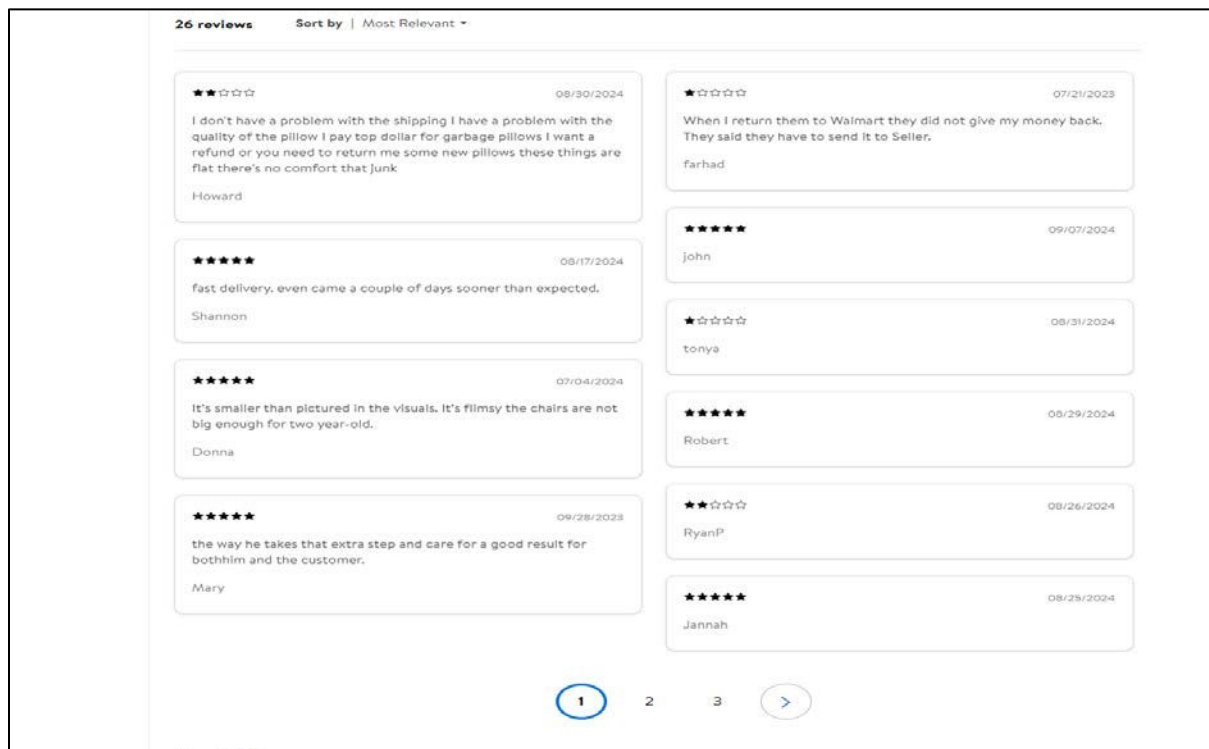 26 reviews Sort by | Most Relevant
08/30/2024
I don't have a problem with the shipping I have a problem with the
quality of the pillow I pay top dollar for garbage pillows I want a
refund or you need to return me some new pillows these things are
flat there's no comfort that junk
Howard
08/17/2024
fast delivery. even came a couple of days sooner than expected.
Shannon
07/04/2024
It's smaller than pictured in the visuals. It's flimsy the chairs are not
big enough for two year-old.
Donna
09/28/2023
the way he takes that extra step and care for a good result for
bothhim and the customer.
Mary
07/21/2023
When I return them to Walmart they did not give my money back.
They said they have to send it to Seller.
farhad
09/07/2024
john
08/31/2024
tonya
08/29/2024
Robert
08/26/2024
RyanP
08/25/2024
Jannah
1 2 3 >